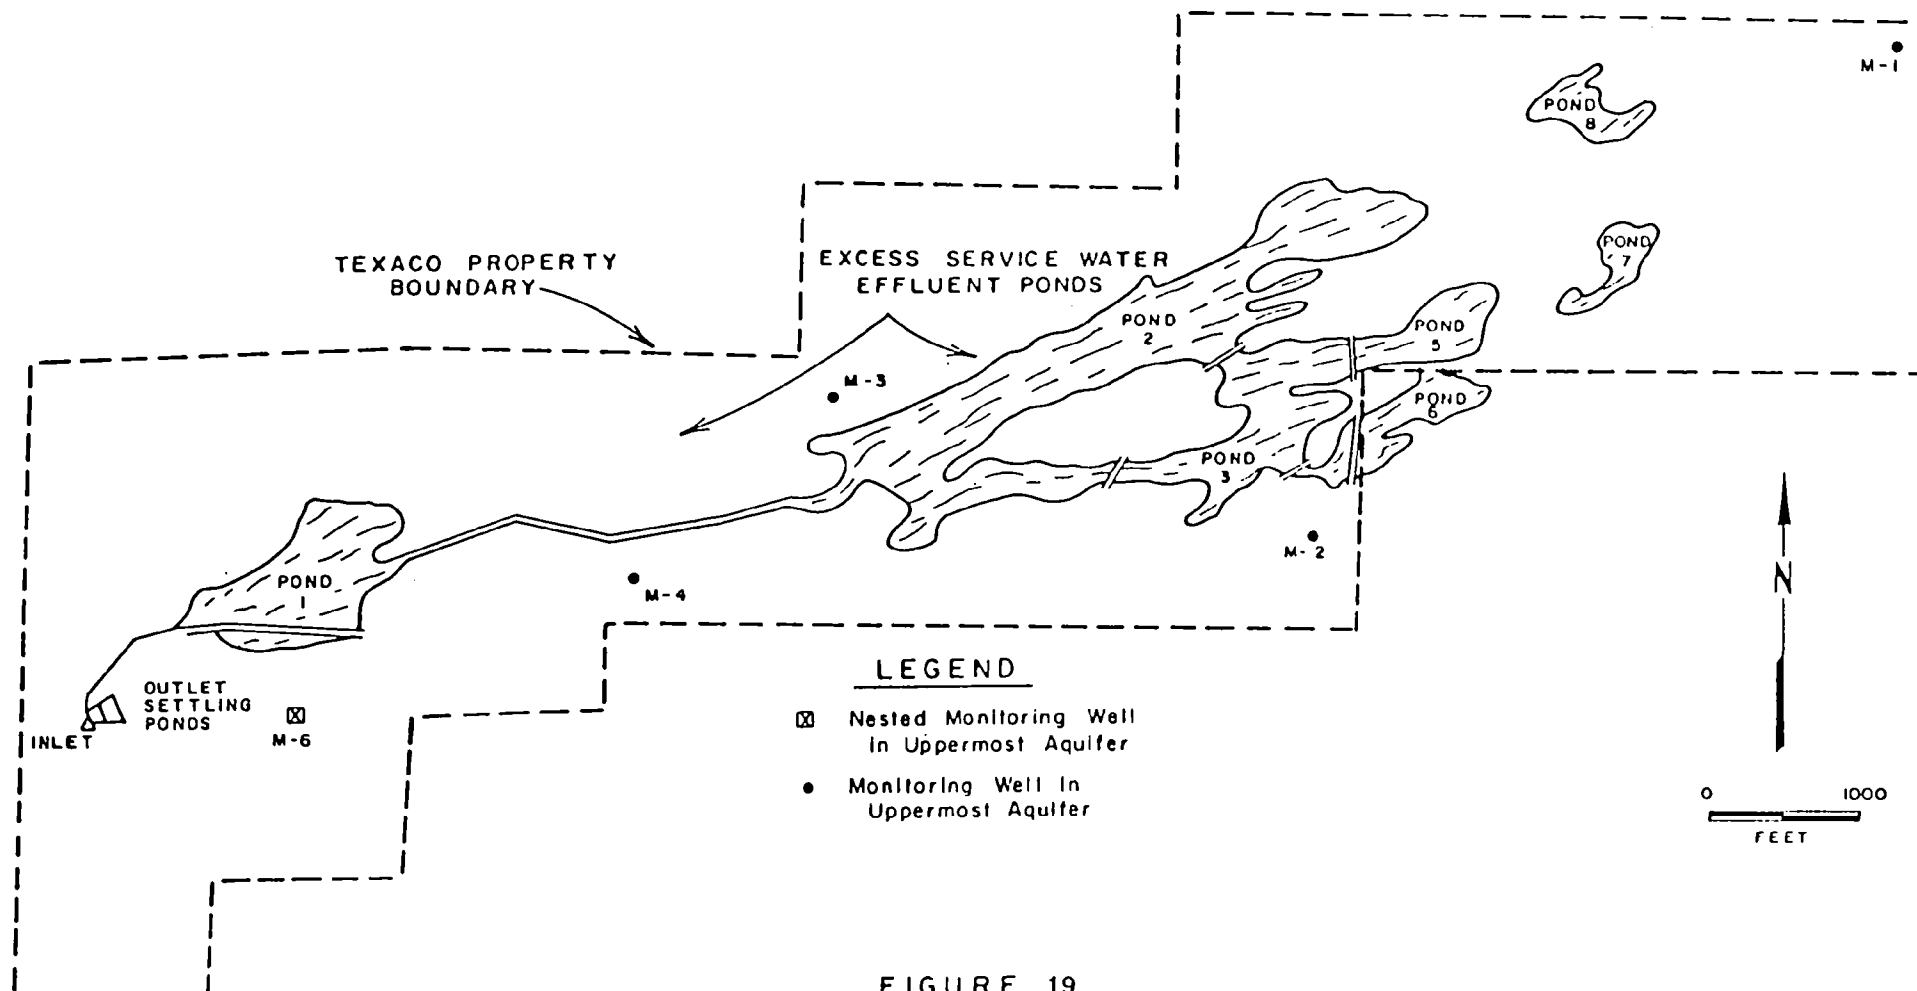 M-1
POND
8
POND
7
TEXACO PROPERTY
BOUNDARY
EXCESS SERVICE WATER
EFFLUENT PONDS
POND
2
POND
5
M-3
POND
6
POND
3
M-2
POND
1
M-4
N
OUTLET
SETTLING
PONDS
INLET
M-6
LEGEND
Nested Monitoring Well
In Uppermost Aquifer
Monitoring Well In
Uppermost Aquifer
0 1000
FEET
FIGURE 19